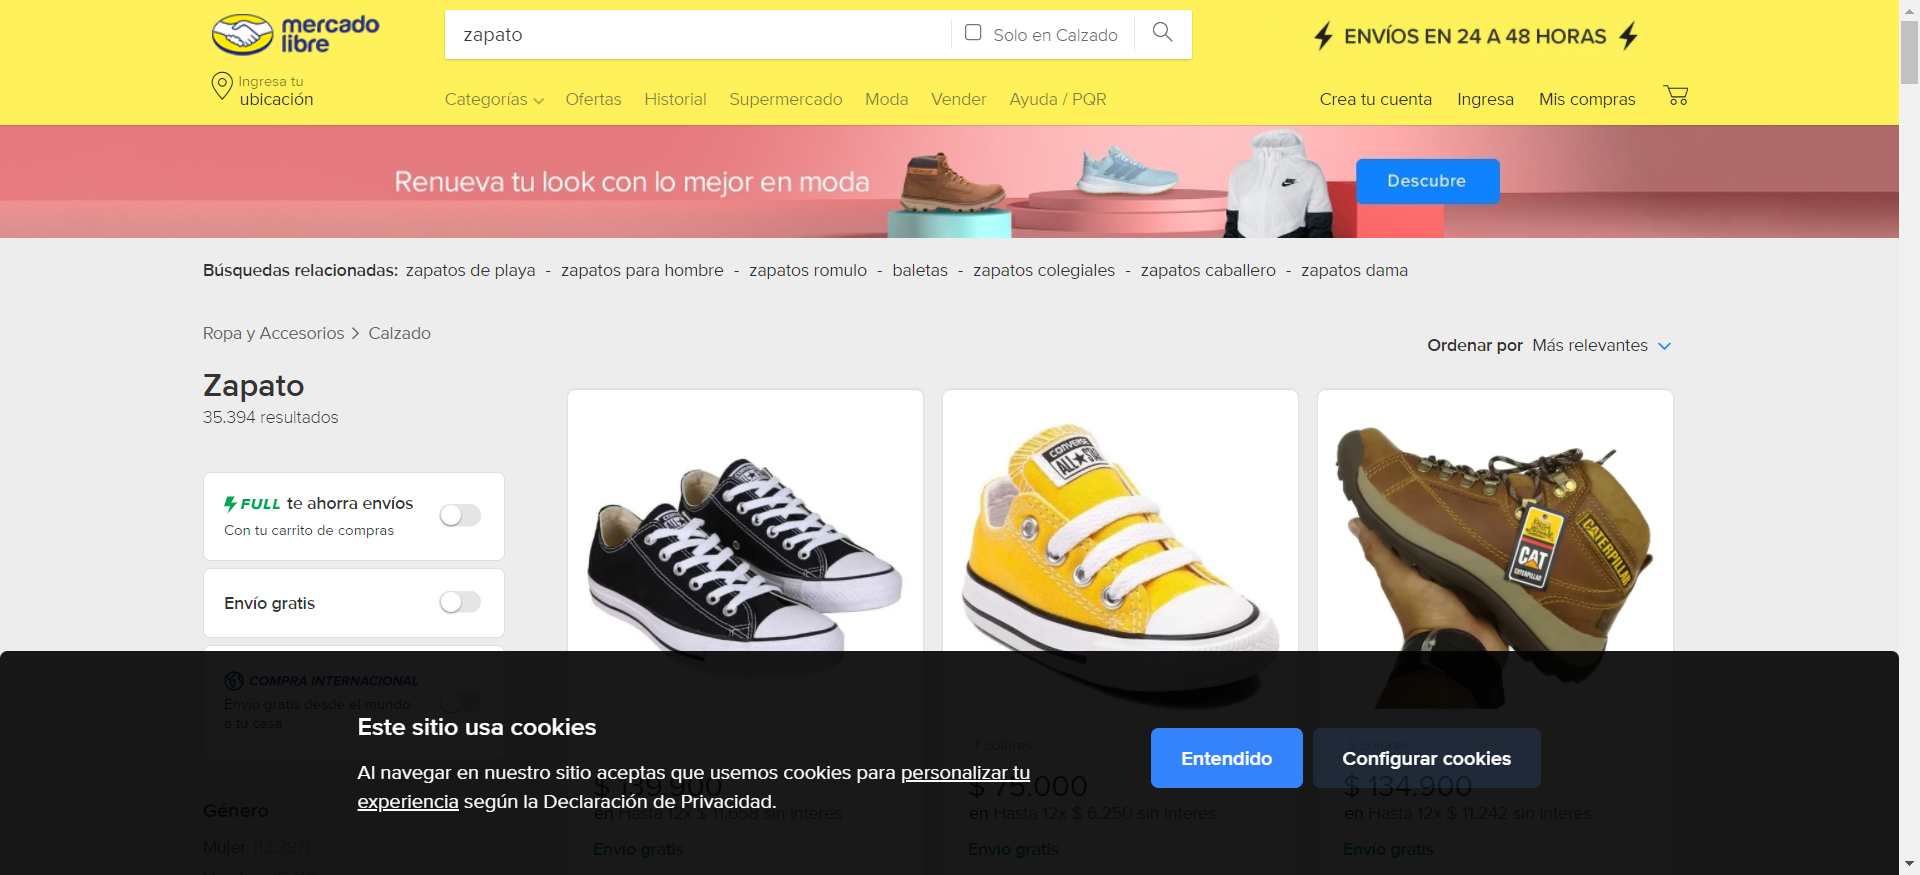 mercado
libre
zapato
Solo en Calzado
ENVÍOS EN 24 A 48 HORAS
Ingresa tu
ubicación
Categorías
Ofertas
Historial
Supermercado
Moda
Vender
Ayuda / PQR
Crea tu cuenta
Ingresa
Mis compras
Renueva tu look con lo mejor en moda
Descubre
Búsquedas relacionadas: zapatos de playa - zapatos para hombre - zapatos romulo - baletas - zapatos colegiales - zapatos caballero - zapatos dama
Ropa y Accesorios > Calzado
Ordenar por Más relevantes
Zapato
35.394 resultados
FULL te ahorra envíos
Con tu carrito de compras
Envío gratis
COMPRA INTERNACIONAL
Envío gratis desde el mundo
a tu casa
Género
Mujer (12.397)
CONVERSE
ALL STAR
CAT
CATERPILLAR
CATERPILLAR
7 colores
$ 139.900
en Hasta 12x $ 11.658 sin interés
Envío gratis
$ 75.000
en Hasta 12x $ 6.250 sin interés
Envío gratis
$ 134.900
en Hasta 12x $ 11.242 sin interés
Envío gratis
Este sitio usa cookies
Al navegar en nuestro sitio aceptas que usemos cookies para personalizar tu
experiencia según la Declaración de Privacidad.
Entendido
Configurar cookies